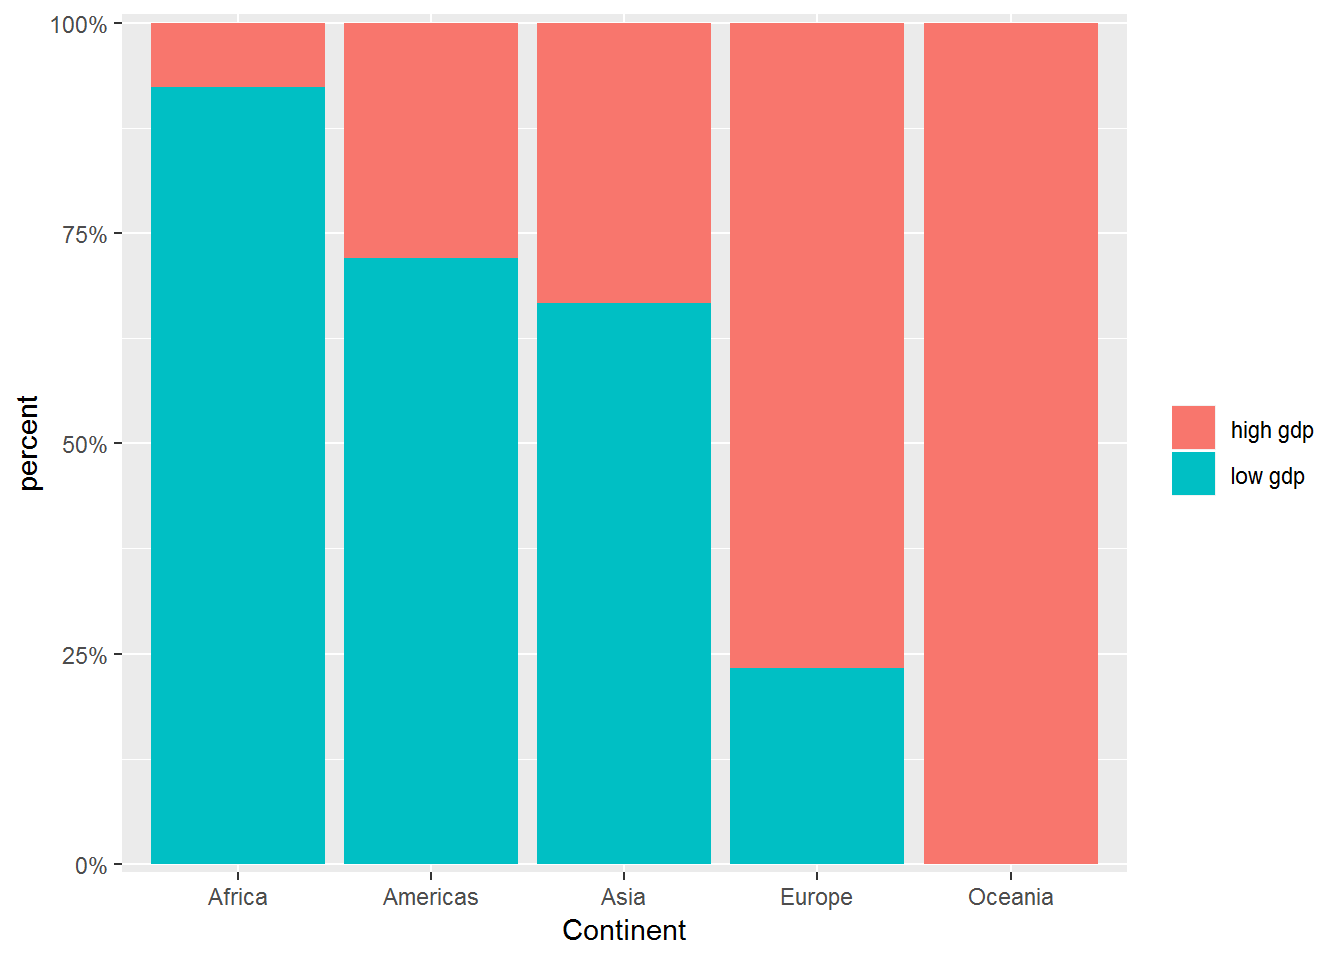 100%
75%
50%
25%
0%
percent
Africa Americas Asia Europe Oceania
Continent
high gdp
low gdp